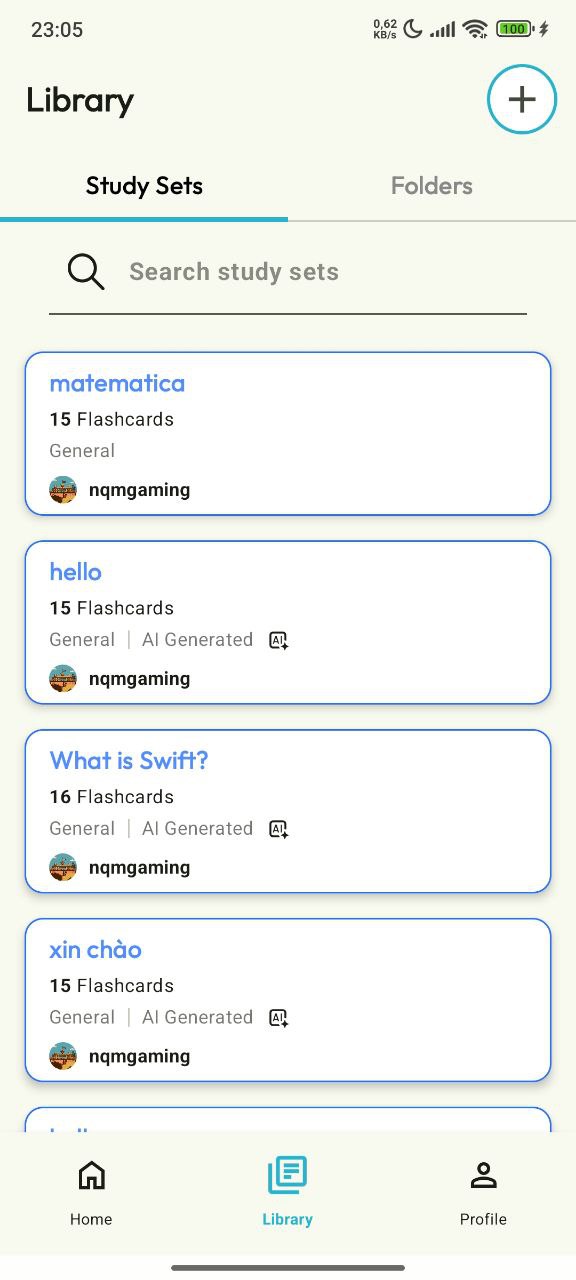 23:05
0,62
KB/s
100
Library
Study Sets
Folders
Search study sets
matematica
15 Flashcards
General
nqmgaming
hello
15 Flashcards
General | AI Generated AI
nqmgaming
What is Swift?
16 Flashcards
General | AI Generated AI
nqmgaming
xin chào
15 Flashcards
General | AI Generated AI
nqmgaming
Home
Library
Profile